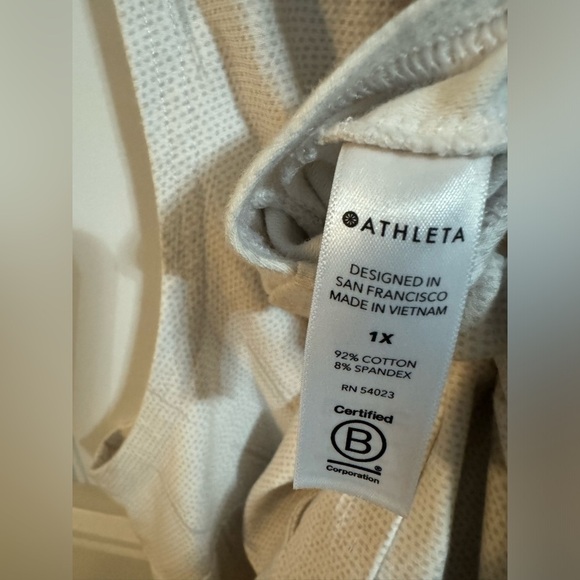 ATHLETA
DESIGNED IN
SAN FRANCISCO
MADE IN VIETNAM
1X
92% COTTON
8% SPANDEX
RN 54023
Certified
B
®
Corporation